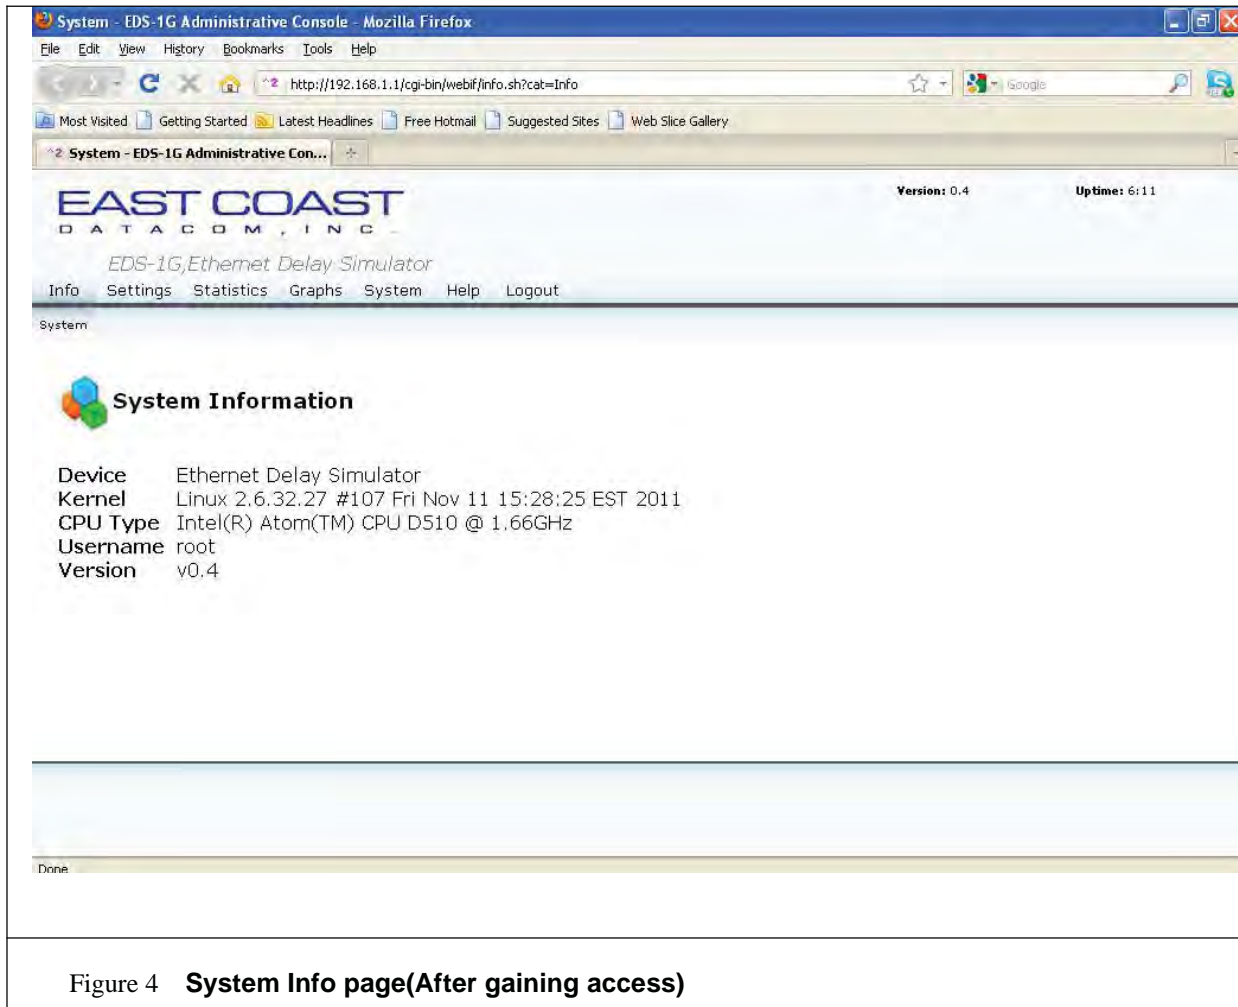 System - EDS-1G Administrative Console - Mozilla Firefox
File Edit View History Bookmarks Tools Help
http://192.168.1.1/cgi-bin/webif/info.sh?cat=Info
Google
Most Visited Getting Started Latest Headlines Free Hotmail Suggested Sites Web Slice Gallery
System - EDS-1G Administrative Con...
EAST COAST
DATACOM, INC.
Version: 0.4 Uptime: 6:11
EDS-1G,Ethernet Delay Simulator
Info Settings Statistics Graphs System Help Logout
System
System Information
Device Ethernet Delay Simulator
Kernel Linux 2.6.32.27 #107 Fri Nov 11 15:28:25 EST 2011
CPU Type Intel(R) Atom(TM) CPU D510 @ 1.66GHz
Username root
Version v0.4
Done
Figure 4 System Info page(After gaining access)